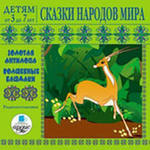 ДЕТЯМ
от 3 до 7 лет
СКАЗКИ НАРОДОВ МИРА
ЗОЛОТАЯ
АНТИЛОПА
ВОЛШЕБНЫЕ
БАШМАКИ